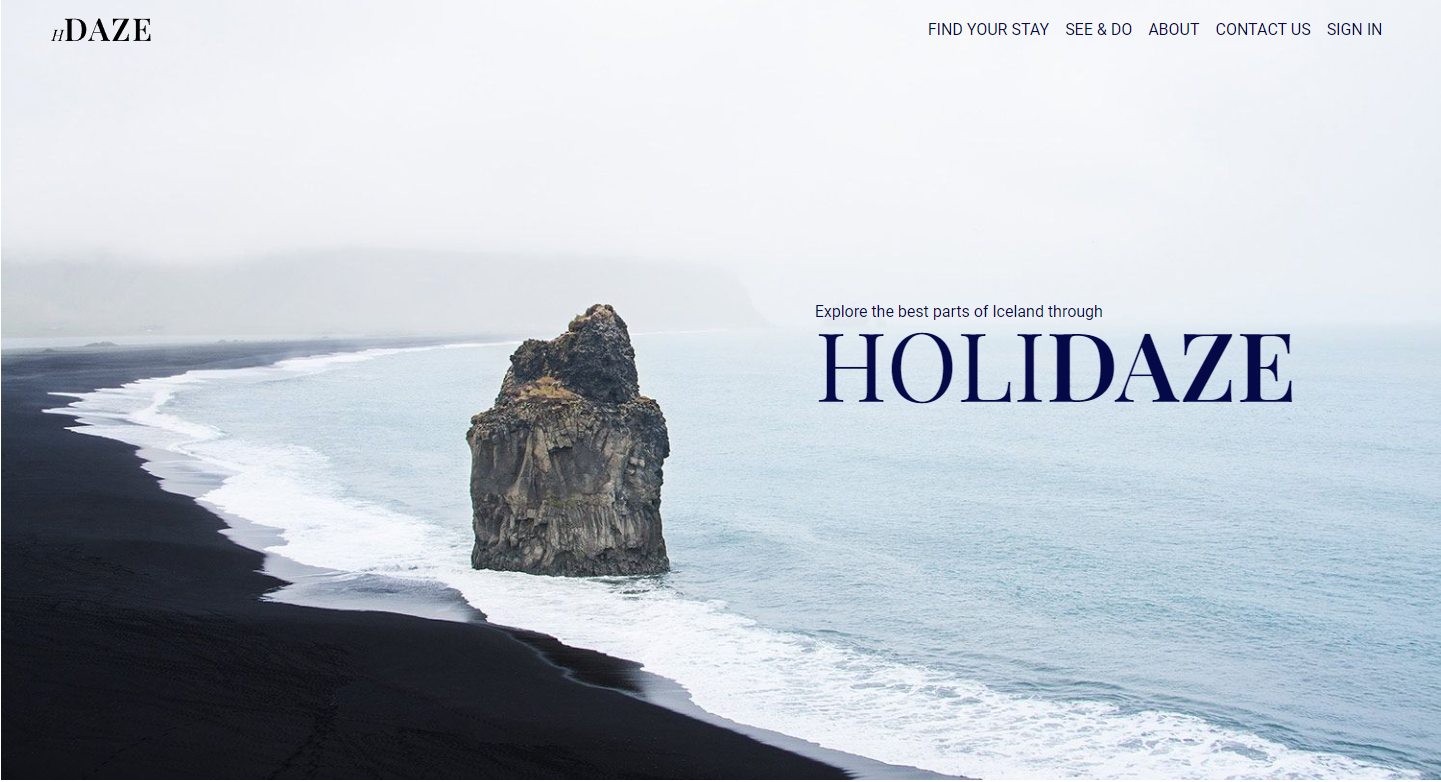 HDAZE
FIND YOUR STAY SEE & DO ABOUT CONTACT US SIGN IN
Explore the best parts of Iceland through
HOLIDAZE